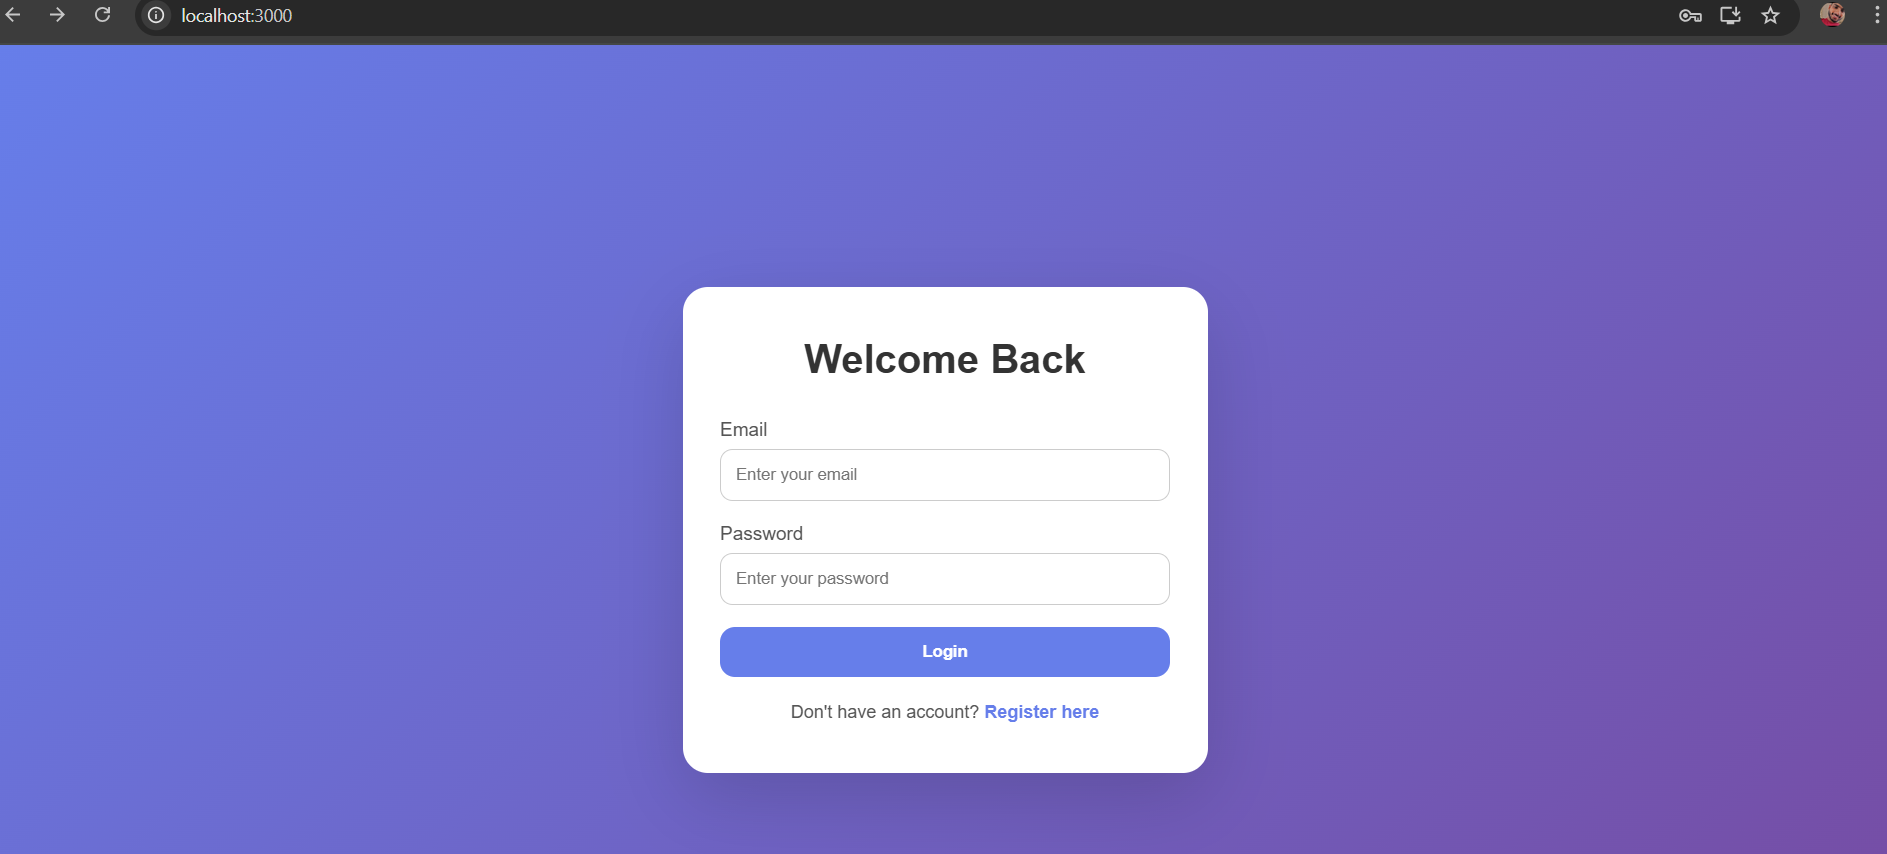 localhost:3000
Welcome Back
Email
Enter your email
Password
Enter your password
Login
Don't have an account? Register here